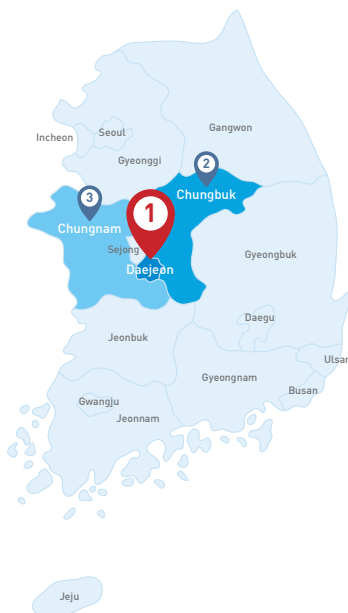 Gangwon
Seoul
Incheon
Gyeonggi
2
Chungbuk
3
1
Chungnam
Sejong
Gyeongbuk
Daejeon
Daegu
Jeonbuk
Ulsan
Gyeongnam
Busan
Gwangju
Jeonnam
Jeju